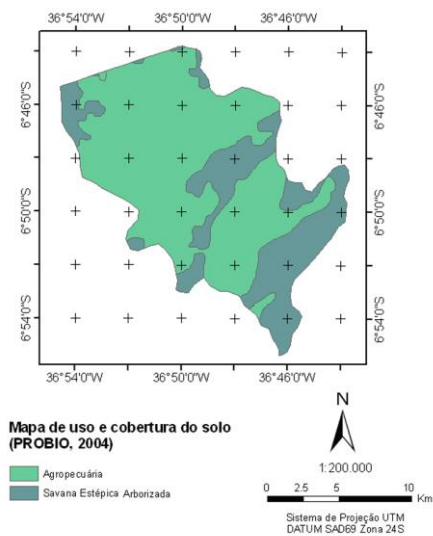 36°54'0"W 36°50'0"W 36°46'0"W
6°46'0"S 6°46'0"S
6°50'0"S 6°50'0"S
6°54'0"S 6°54'0"S
36°54'0"W 36°50'0"W 36°46'0"W
Mapa de uso e cobertura do solo
(PROBIO, 2004)
Agropecuária
Savana Estépica Arborizada
N
1:200.000
0 2.5 5 10
Km
Sistema de Projeção UTM
DATUM SAD69 Zona 24S